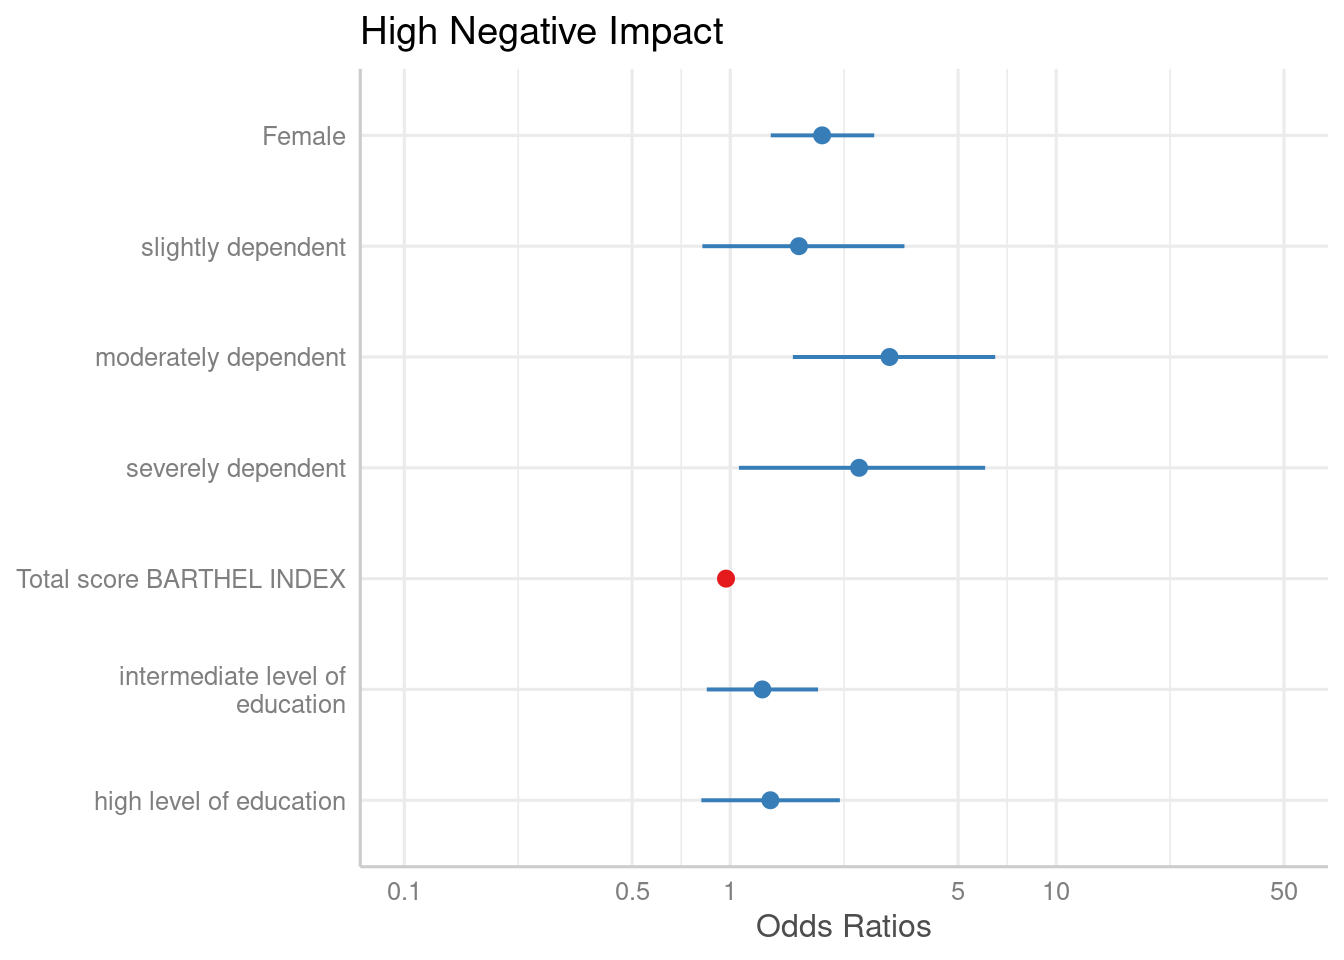 High Negative Impact
Female
slightly dependent
moderately dependent
severely dependent
Total score BARTHEL INDEX
intermediate level of
education
high level of education
0.1 0.5 1 5 10 50
Odds Ratios